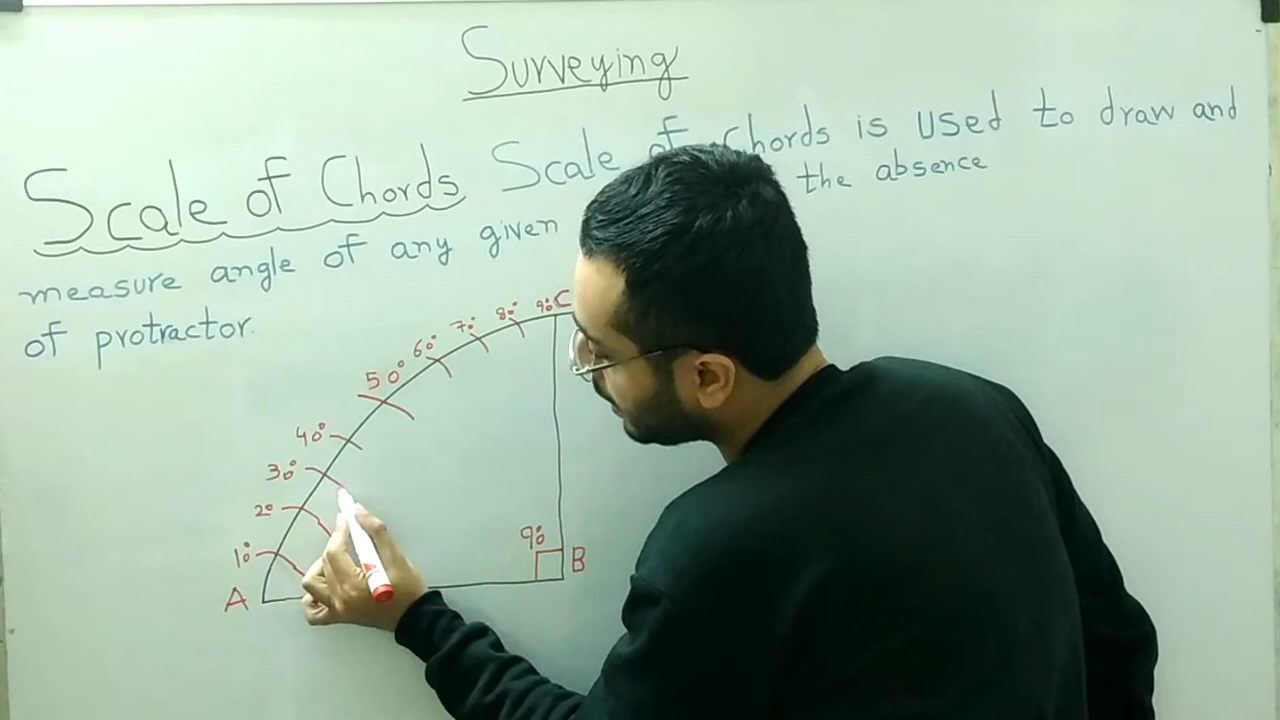 Surveying
Scale of Chords Scale of chords is used to draw and
measure angle of any given the absence
of protractor.
90° C
80°
70°
60°
50°
40°
30°
20
10°
90°
B
A